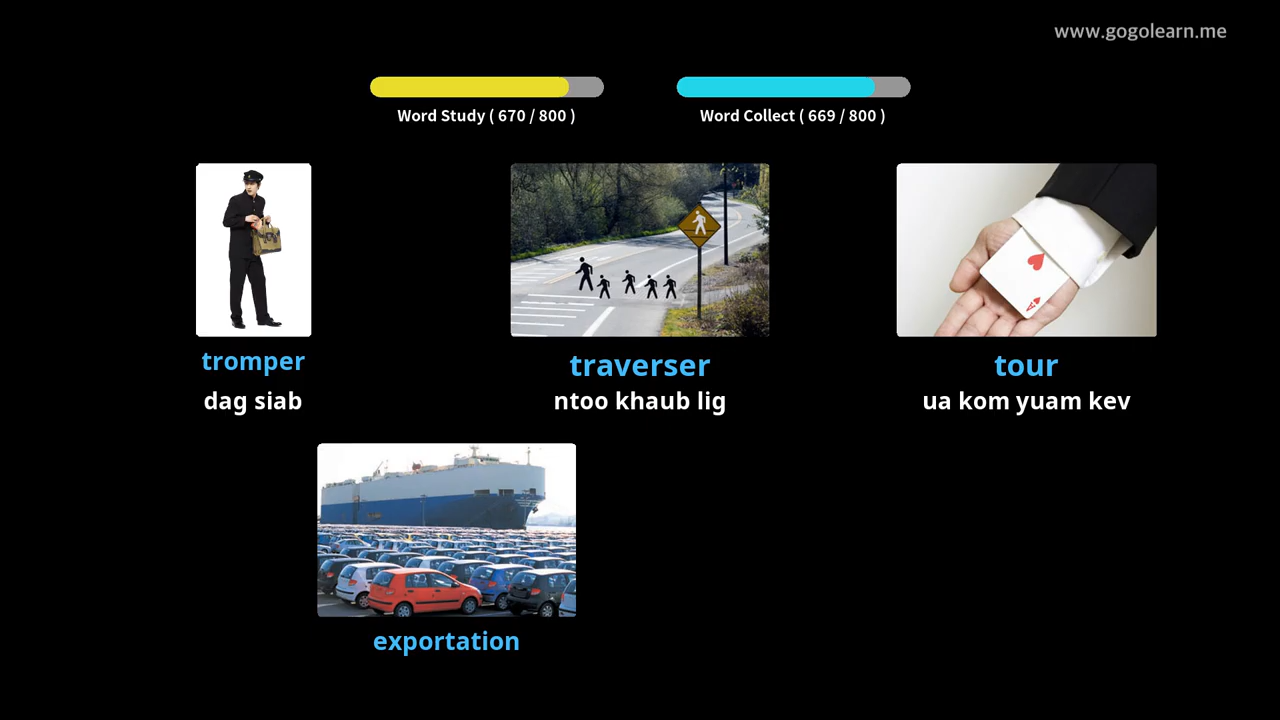 www.gogolearn.me
Word Study ( 670 / 800 )
Word Collect ( 669 / 800 )
tromper
traverser
tour
dag siab
ntoo khaub lig
ua kom yuam kev
exportation